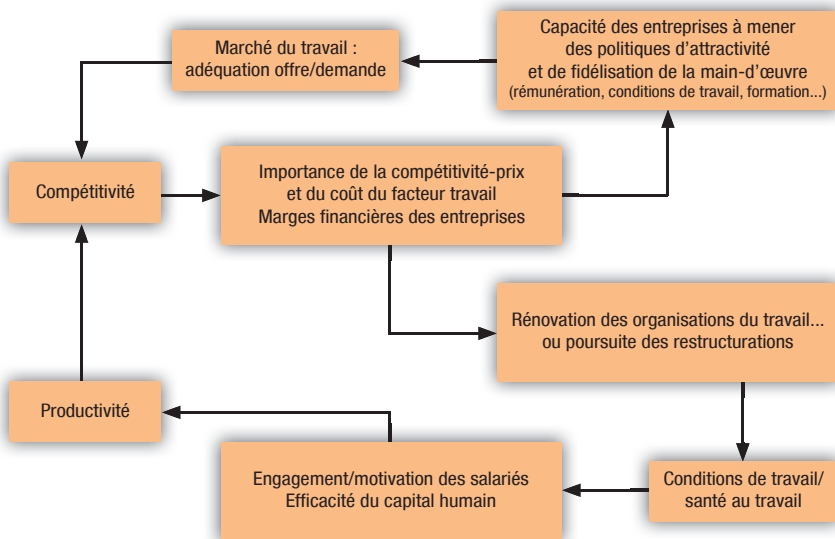 Marché du travail :
adéquation offre/demande
Capacité des entreprises à mener
des politiques d’attractivité
et de fidélisation de la main-d’œuvre
(rémunération, conditions de travail, formation...)
Compétitivité
Importance de la compétitivité-prix
et du coût du facteur travail
Marges financières des entreprises
Rénovation des organisations du travail...
ou poursuite des restructurations
Productivité
Engagement/motivation des salariés
Efficacité du capital humain
Conditions de travail/
santé au travail